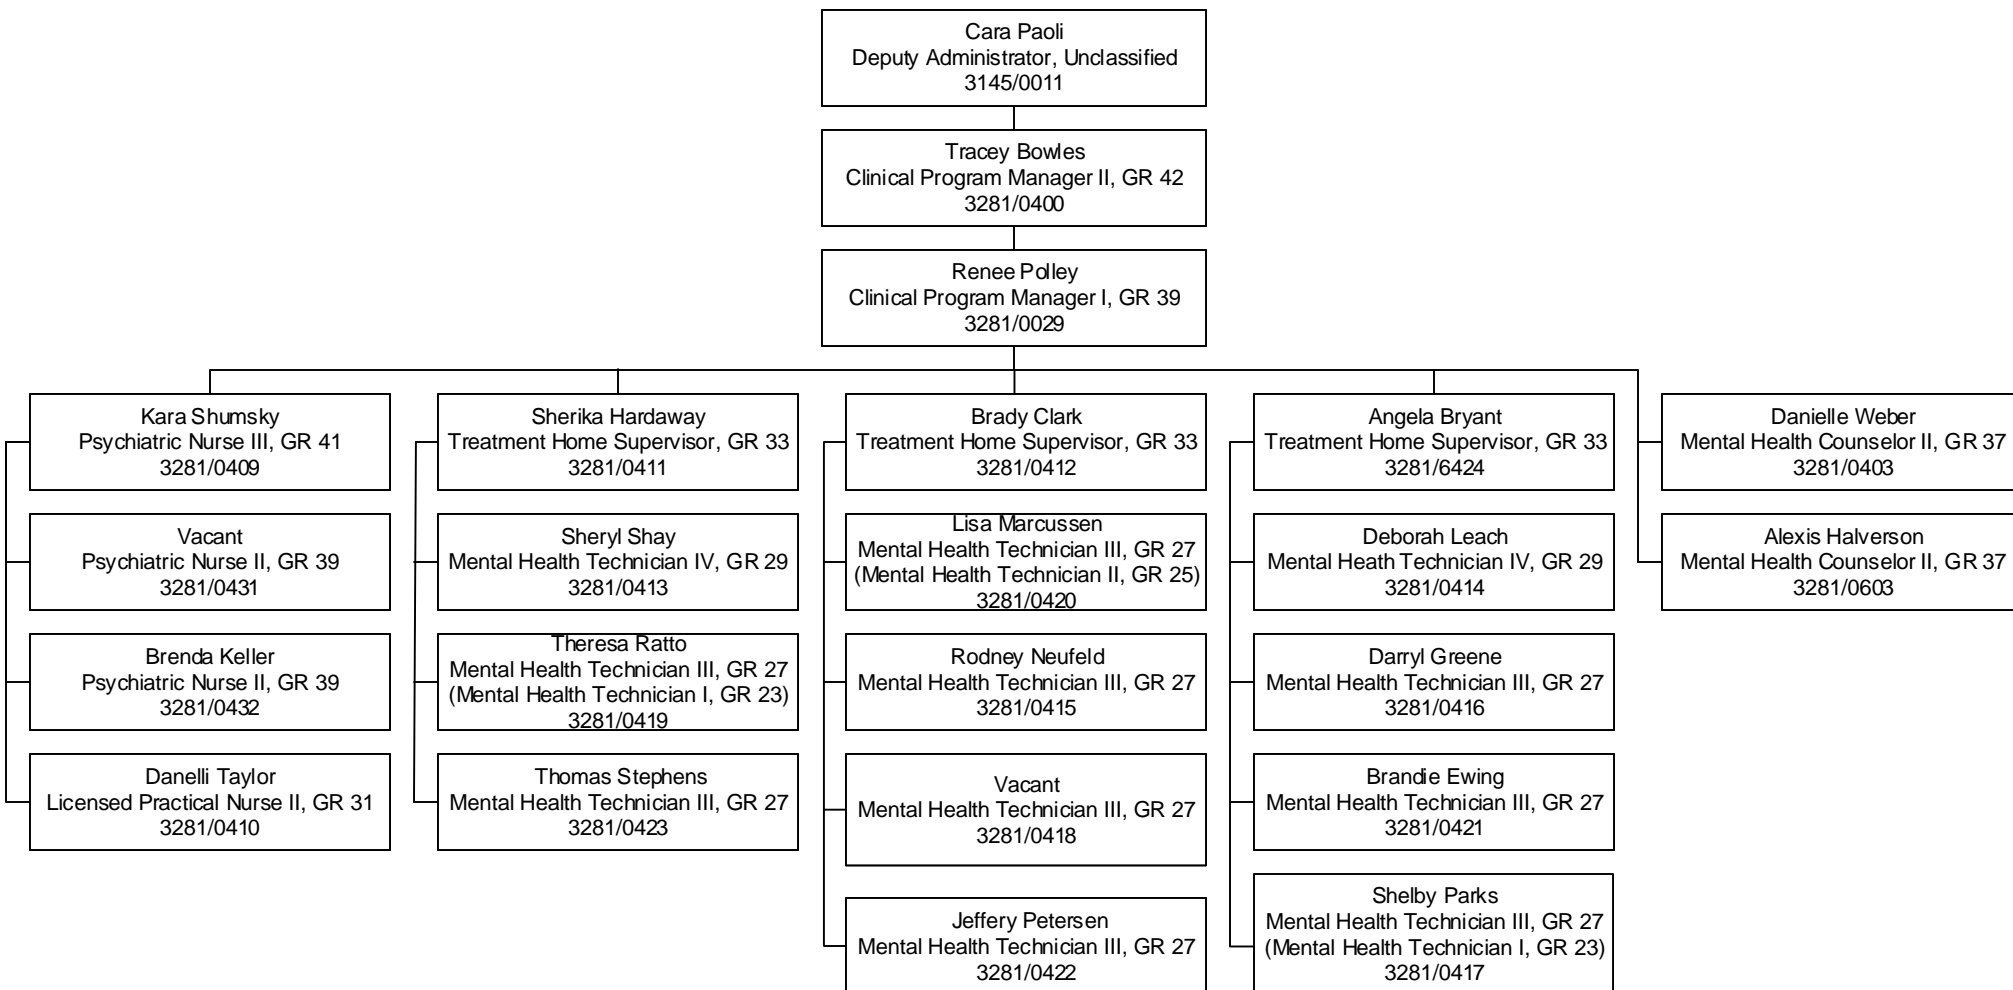 Cara Paoli
Deputy Administrator, Unclassified
3145/0011
Tracey Bowles
Clinical Program Manager II, GR 42
3281/0400
Renee Polley
Clinical Program Manager I, GR 39
3281/0029
Kara Shumsky
Psychiatric Nurse III, GR 41
3281/0409
Vacant
Psychiatric Nurse II, GR 39
3281/0431
Brenda Keller
Psychiatric Nurse II, GR 39
3281/0432
Danelli Taylor
Licensed Practical Nurse II, GR 31
3281/0410
Sherika Hardaway
Treatment Home Supervisor, GR 33
3281/0411
Sheryl Shay
Mental Health Technician IV, GR 29
3281/0413
Theresa Ratto
Mental Health Technician III, GR 27
(Mental Health Technician I, GR 23)
3281/0419
Thomas Stephens
Mental Health Technician III, GR 27
3281/0423
Brady Clark
Treatment Home Supervisor, GR 33
3281/0412
Lisa Marcussen
Mental Health Technician III, GR 27
(Mental Health Technician II, GR 25)
3281/0420
Rodney Neufeld
Mental Health Technician III, GR 27
3281/0415
Vacant
Mental Health Technician III, GR 27
3281/0418
Jeffery Petersen
Mental Health Technician III, GR 27
3281/0422
Angela Bryant
Treatment Home Supervisor, GR 33
3281/6424
Deborah Leach
Mental Heath Technician IV, GR 29
3281/0414
Darryl Greene
Mental Health Technician III, GR 27
3281/0416
Brandie Ewing
Mental Health Technician III, GR 27
3281/0421
Shelby Parks
Mental Health Technician III, GR 27
(Mental Health Technician I, GR 23)
3281/0417
Danielle Weber
Mental Health Counselor II, GR 37
3281/0403
Alexis Halverson
Mental Health Counselor II, GR 37
3281/0603